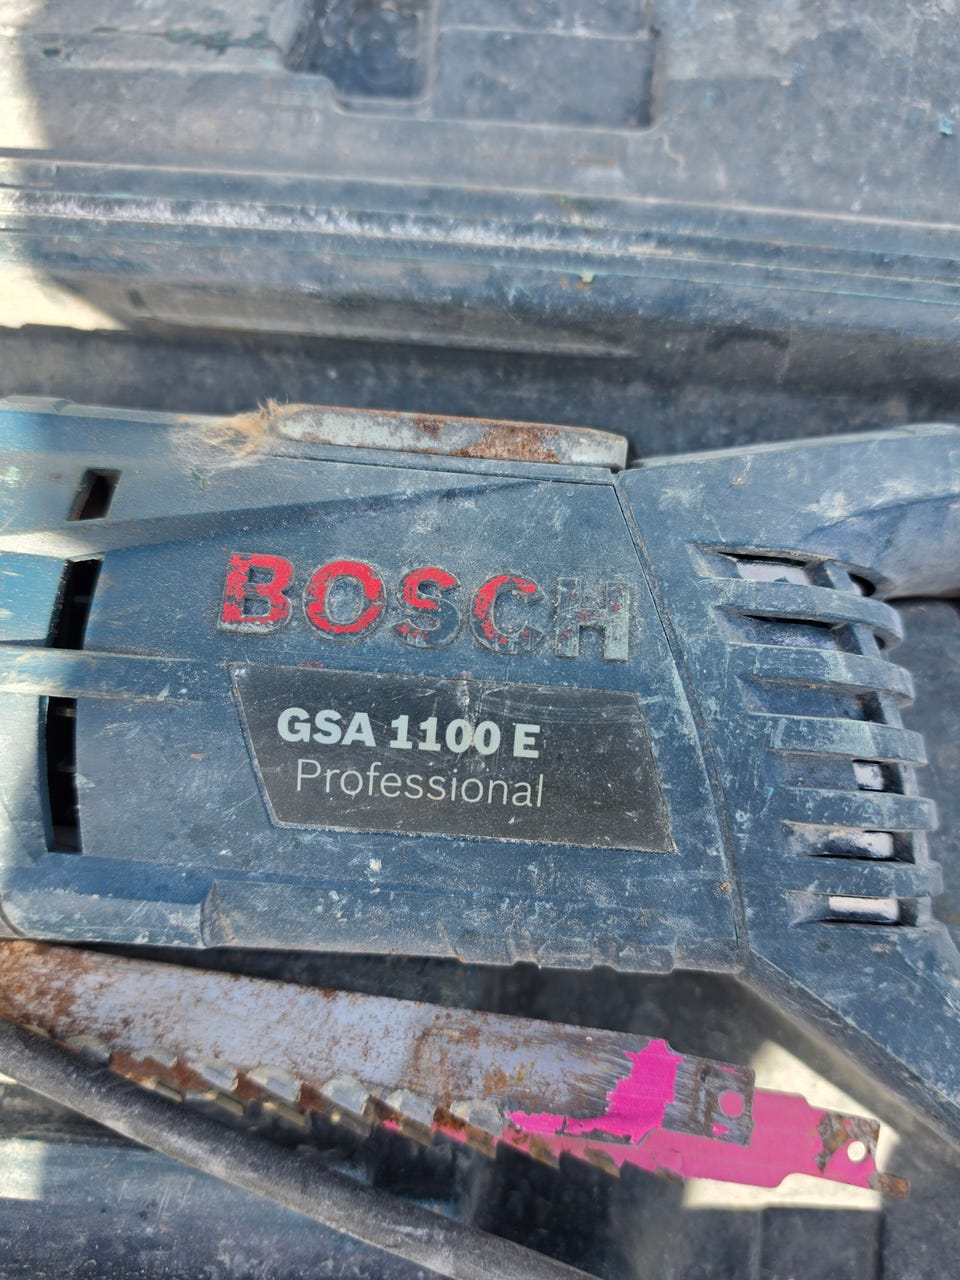 BOSCH
GSA 1100 E
Professional